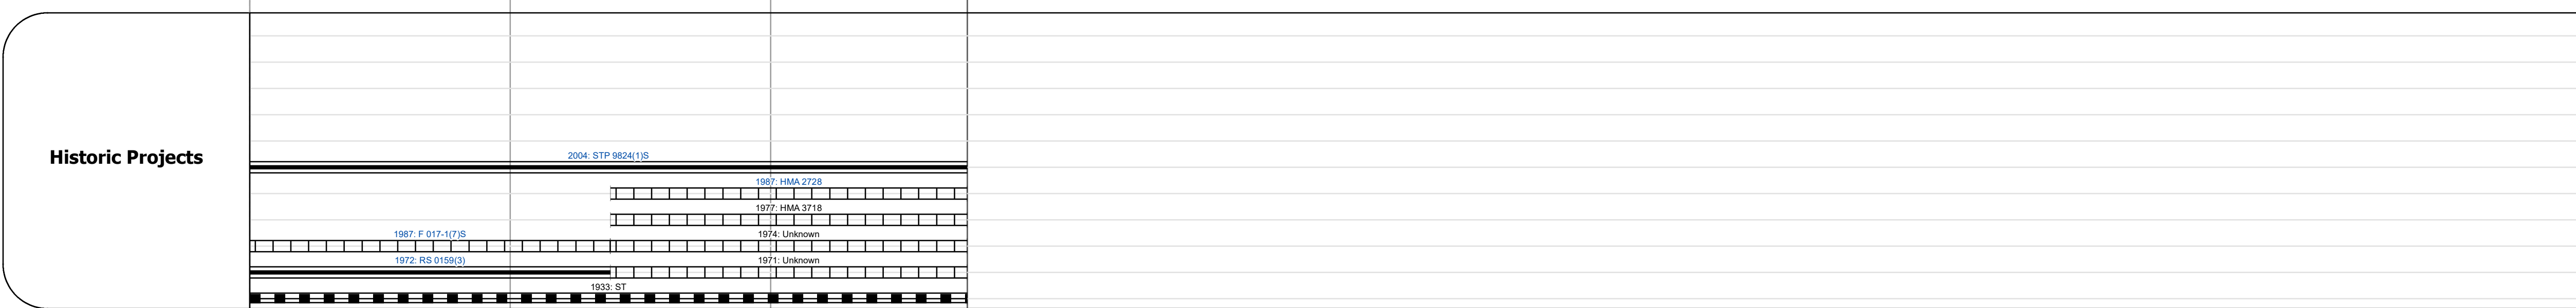 Historic Projects
2004: STP 9824(1)S
1987: HMA 2728
1977: HMA 3718
1987: F 017-1(7)S
1974: Unknown
1972: RS 0159(3)
1971: Unknown
1933: ST